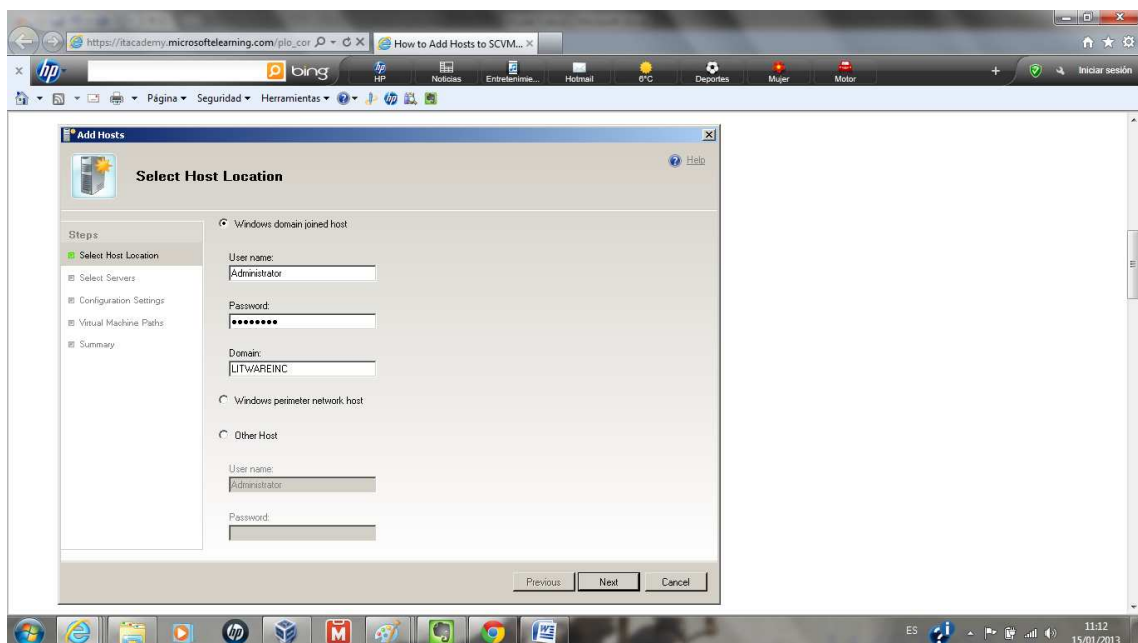 https://itacademy.microsoftelearning.com/plo_cor
How to Add Hosts to SCVM...
hp
bing
HP
Noticias
Entretenimie...
Hotmail
6°C
Deportes
Mujer
Motor
Iniciar sesión
Página
Seguridad
Herramientas
Add Hosts
Help
Select Host Location
Steps
Select Host Location
Select Servers
Configuration Settings
Virtual Machine Paths
Summary
Windows domain joined host
User name:
Administrator
Password:
••••••••
Domain:
LITWAREINC
Windows perimeter network host
Other Host
User name:
Administrator
Password:
Previous
Next
Cancel
ES
11:12
15/01/2013